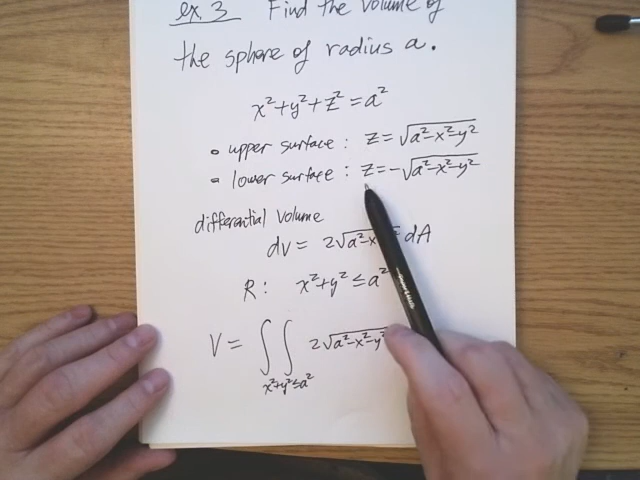 ex. 3 Find the volume of
the sphere of radius a.
x²+y²+z²=a²
• upper surface : z=√a²-x²-y²
• lower surface : z=-√a²-x²-y²
differential volume
dv= 2√a²-x dA
R: x²+y²≤a²
V= ∫∫ 2√a²-x²-y²
x²+y²≤a²